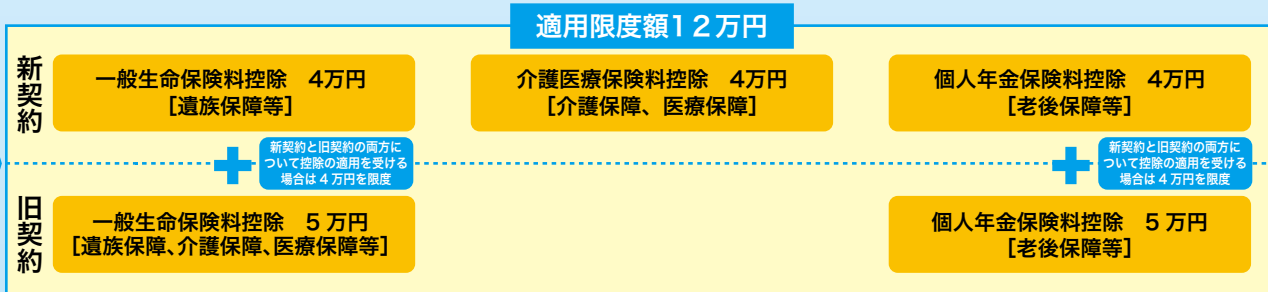 適用限度額12万円
新契約
一般生命保険料控除　4万円
[遺族保障等]
介護医療保険料控除　4万円
[介護保障、医療保障]
個人年金保険料控除　4万円
[老後保障等]
新契約と旧契約の両方に
ついて控除の適用を受ける
場合は4万円を限度
新契約と旧契約の両方に
ついて控除の適用を受ける
場合は4万円を限度
旧契約
一般生命保険料控除　5万円
[遺族保障、介護保障、医療保障等]
個人年金保険料控除　5万円
[老後保障等]